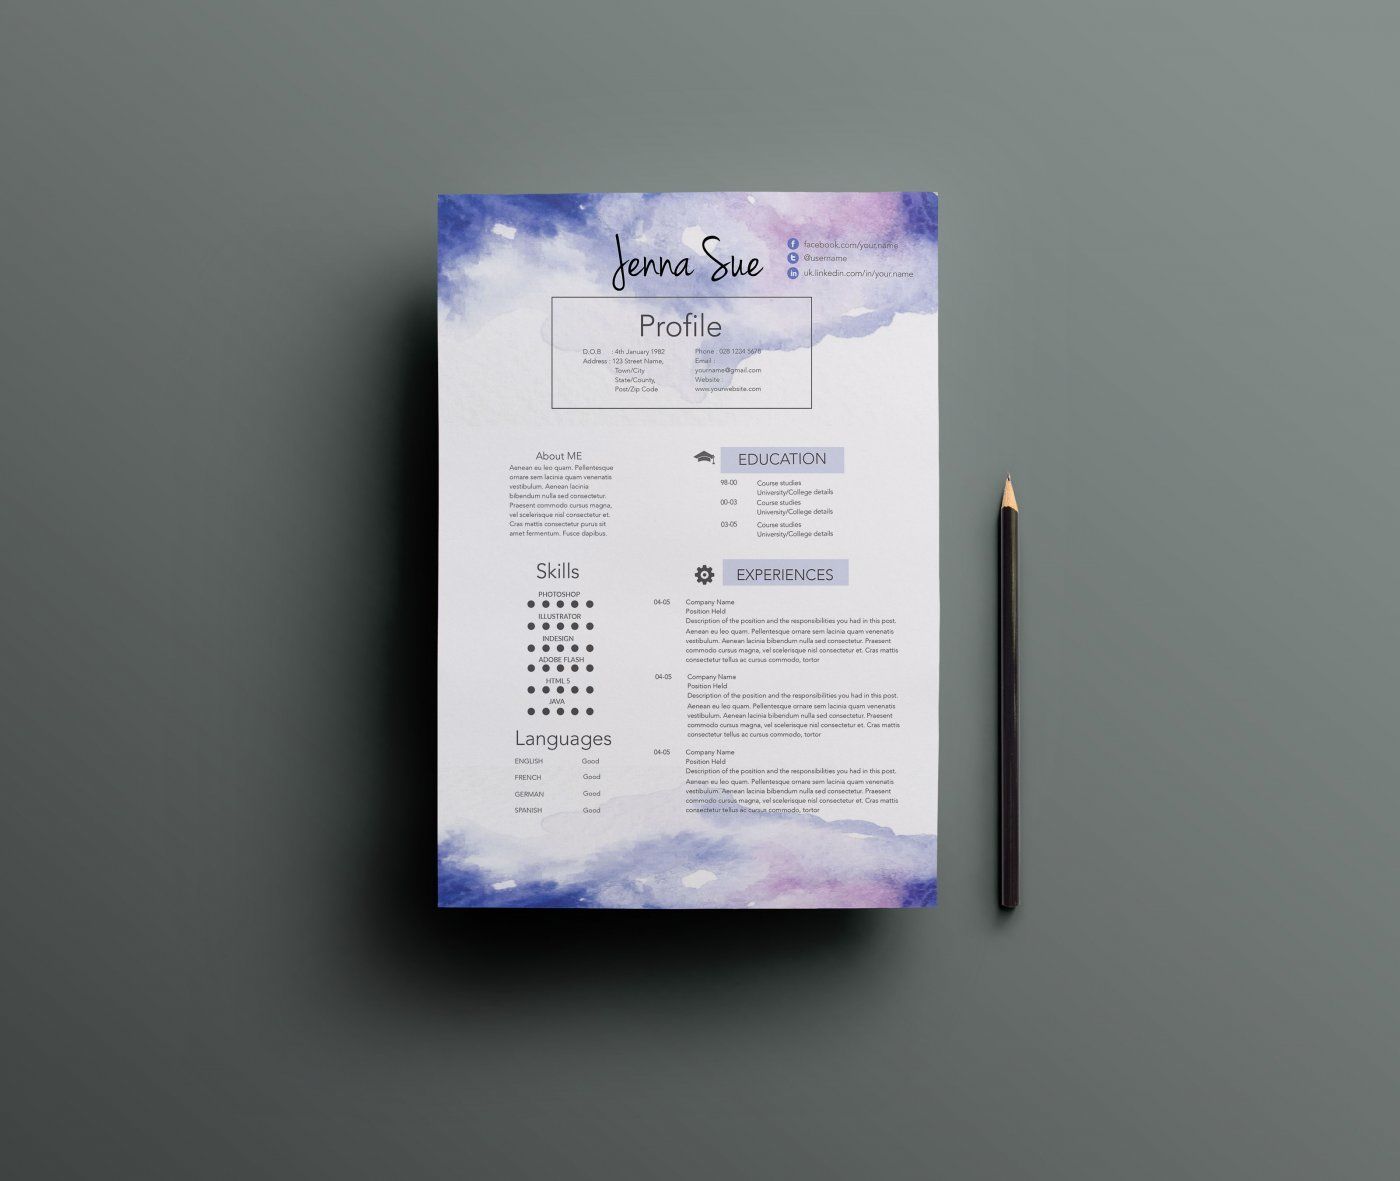 Jenna Sue
facebook.com/your.name
@username
uk.linkedin.com/in/your.name
Profile
D.O.B : 4th January 1982
Address : 123 Street Name,
Town/City
State/County,
Post/Zip Code
Phone : 028 1234 5678
Email :
yourname@gmail.com
Website :
www.yourwebsite.com
About ME
Aenean eu leo quam. Pellentesque
ornare sem lacinia quam venenatis
vestibulum. Aenean lacinia
bibendum nulla sed consectetur.
Praesent commodo cursus magna,
vel scelerisque nisl consectetur et.
Cras mattis consectetur purus sit
amet fermentum. Fusce dapibus.
Skills
PHOTOSHOP
ILLUSTRATOR
INDESIGN
ADOBE FLASH
HTML 5
JAVA
Languages
ENGLISH Good
FRENCH Good
GERMAN Good
SPANISH Good
EDUCATION
98-00 Course studies
University/College details
00-03 Course studies
University/College details
03-05 Course studies
University/College details
EXPERIENCES
04-05 Company Name
Position Held
Description of the position and the responsibilities you had in this post.
Aenean eu leo quam. Pellentesque ornare sem lacinia quam venenatis
vestibulum. Aenean lacinia bibendum nulla sed consectetur. Praesent
commodo cursus magna, vel scelerisque nisl consectetur et. Cras mattis
consectetur tellus ac cursus commodo, tortor
04-05 Company Name
Position Held
Description of the position and the responsibilities you had in this post.
Aenean eu leo quam. Pellentesque ornare sem lacinia quam venenatis
vestibulum. Aenean lacinia bibendum nulla sed consectetur. Praesent
commodo cursus magna, vel scelerisque nisl consectetur et. Cras mattis
consectetur tellus ac cursus commodo, tortor
04-05 Company Name
Position Held
Description of the position and the responsibilities you had in this post.
Aenean eu leo quam. Pellentesque ornare sem lacinia quam venenatis
vestibulum. Aenean lacinia bibendum nulla sed consectetur. Praesent
commodo cursus magna, vel scelerisque nisl consectetur et. Cras mattis
consectetur tellus ac cursus commodo, tortor